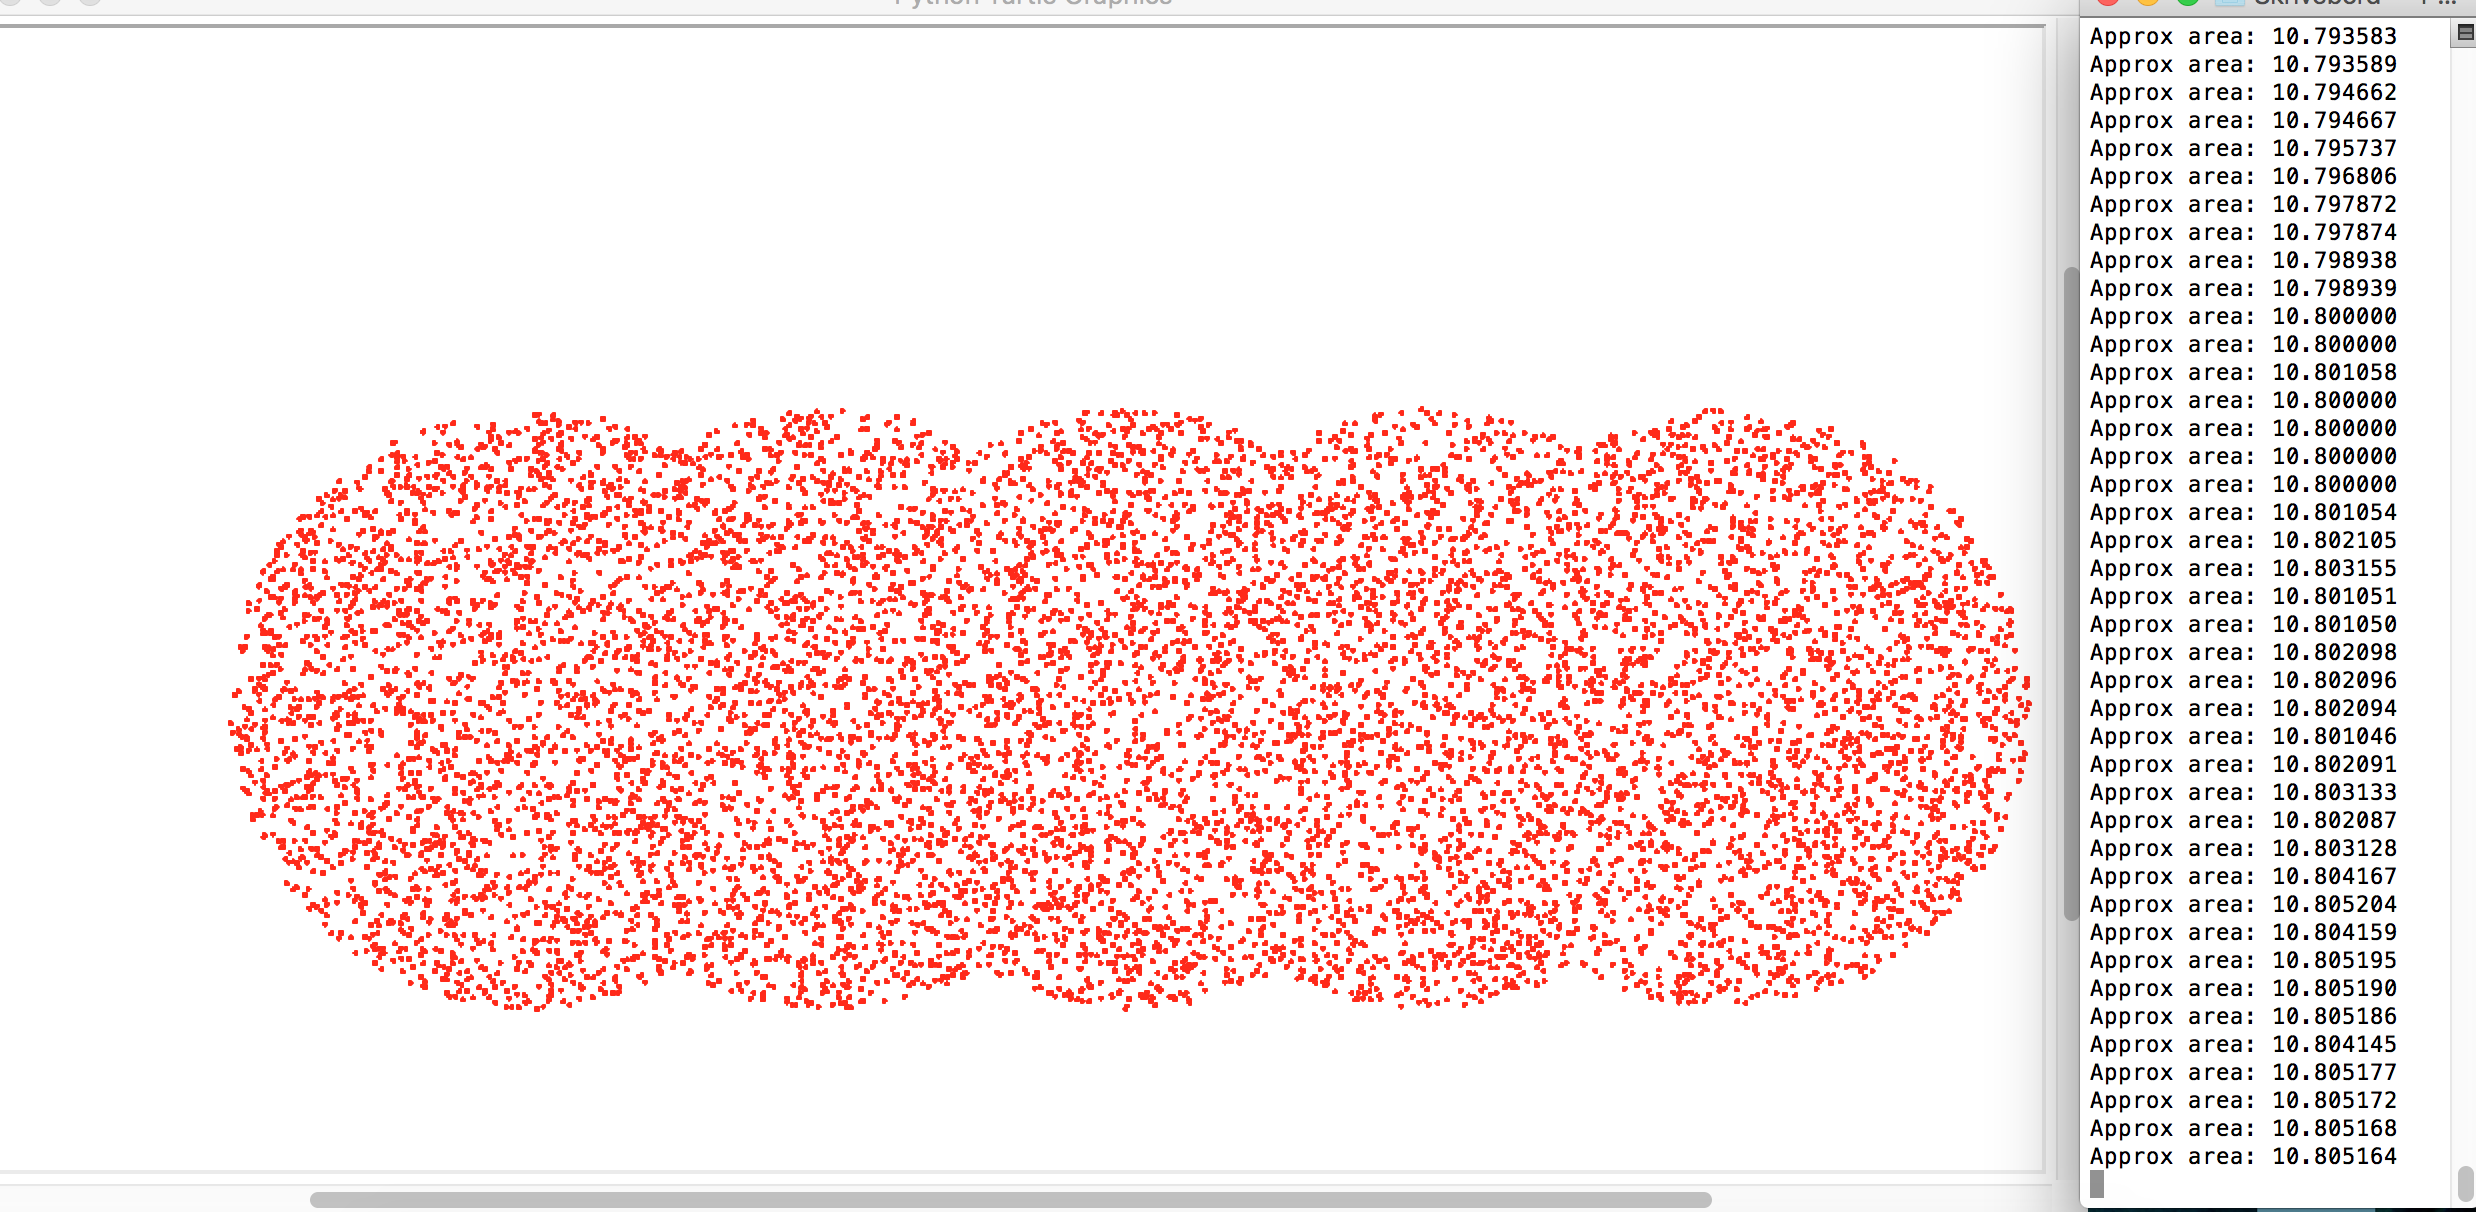 Python Turtle Graphics
Skrivebord
Approx area: 10.793583
Approx area: 10.793589
Approx area: 10.794662
Approx area: 10.794667
Approx area: 10.795737
Approx area: 10.796806
Approx area: 10.797872
Approx area: 10.797874
Approx area: 10.798938
Approx area: 10.798939
Approx area: 10.800000
Approx area: 10.800000
Approx area: 10.801058
Approx area: 10.800000
Approx area: 10.800000
Approx area: 10.800000
Approx area: 10.800000
Approx area: 10.801054
Approx area: 10.802105
Approx area: 10.803155
Approx area: 10.801051
Approx area: 10.801050
Approx area: 10.802098
Approx area: 10.802096
Approx area: 10.802094
Approx area: 10.801046
Approx area: 10.802091
Approx area: 10.803133
Approx area: 10.802087
Approx area: 10.803128
Approx area: 10.804167
Approx area: 10.805204
Approx area: 10.804159
Approx area: 10.805195
Approx area: 10.805190
Approx area: 10.805186
Approx area: 10.804145
Approx area: 10.805177
Approx area: 10.805172
Approx area: 10.805168
Approx area: 10.805164